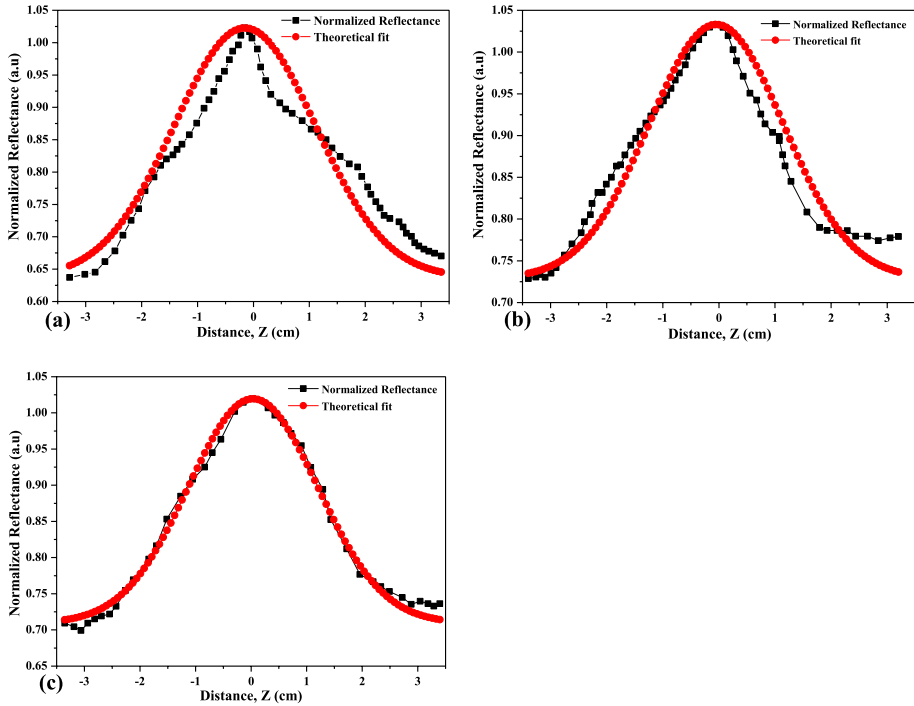 1.05
1.00
0.95
0.90
0.85
0.80
0.75
0.70
0.65
0.60
Normalized Reflectance (a.u)
Normalized Reflectance
Theoretical fit
-3 -2 -1 0 1 2 3
Distance, Z (cm)
(a)
1.05
1.00
0.95
0.90
0.85
0.80
0.75
0.70
Normalized Reflectance (a.u)
Normalized Reflectance
Theoretical fit
-3 -2 -1 0 1 2 3
Distance, Z (cm)
(b)
1.05
1.00
0.95
0.90
0.85
0.80
0.75
0.70
0.65
Normalized Reflectance (a.u)
Normalized Reflectance
Theoretical fit
-3 -2 -1 0 1 2 3
Distance, Z (cm)
(c)